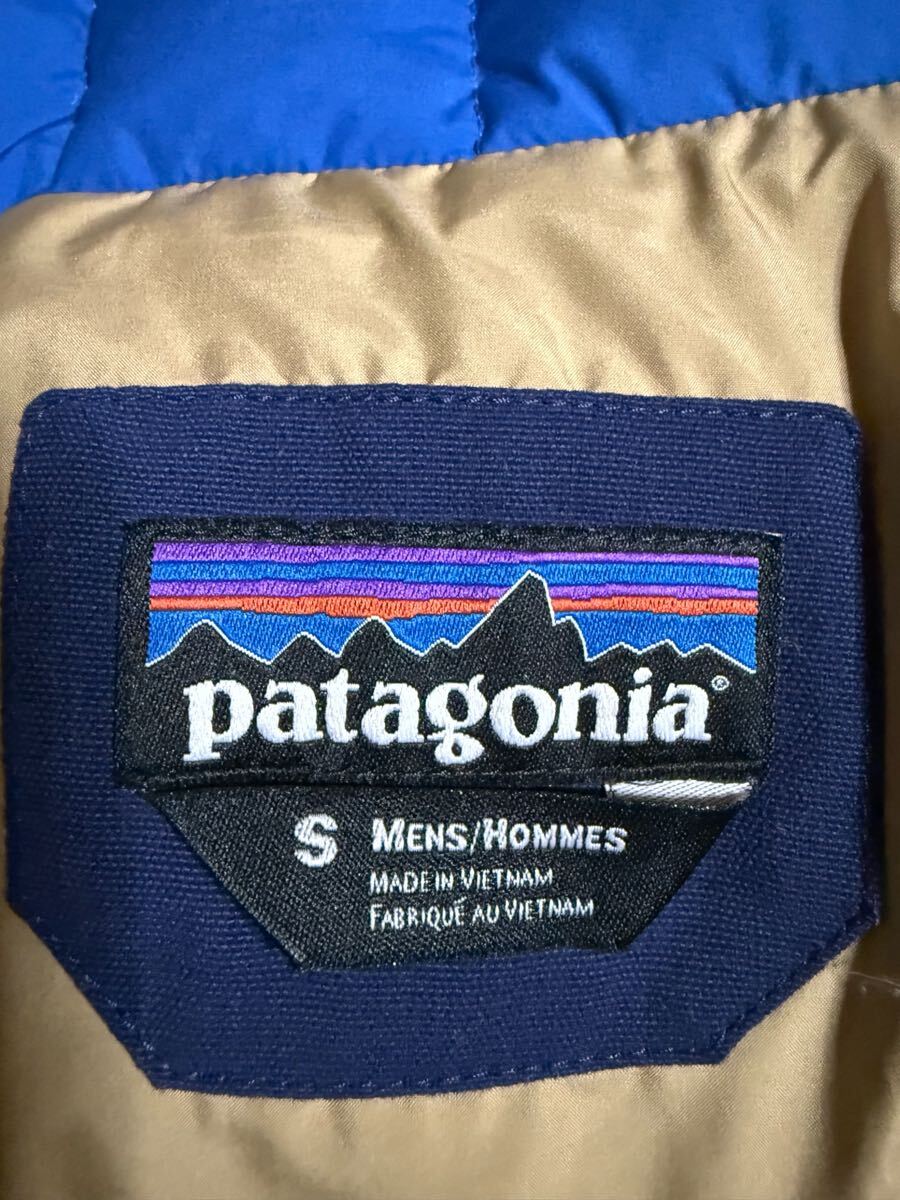 patagonia®
S MENS/HOMMES
MADE IN VIETNAM
FABRIQUÉ AU VIETNAM